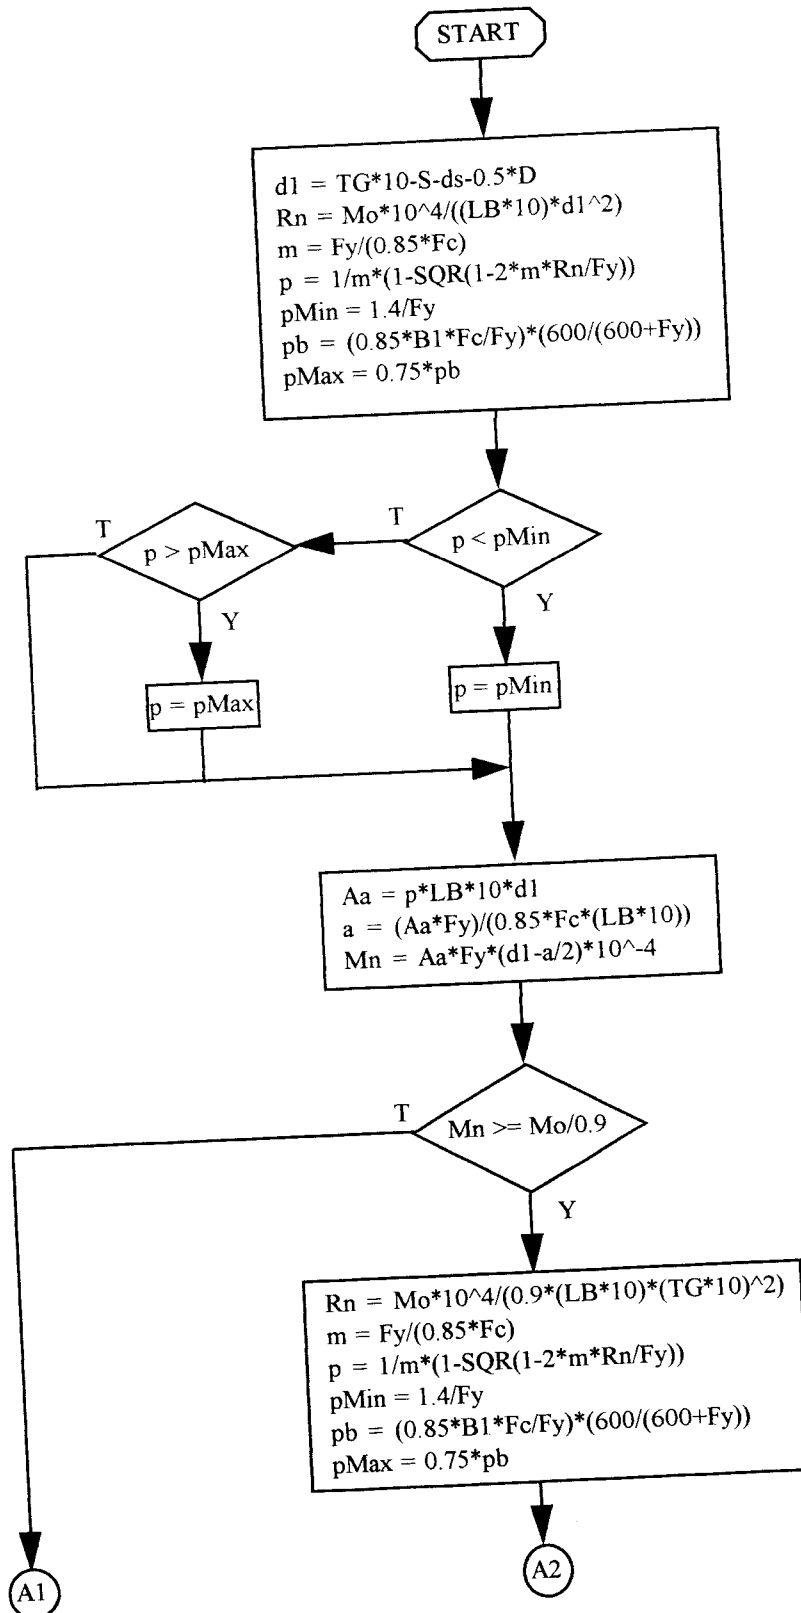 START
d1 = TG*10-S-ds-0.5*D
Rn = Mo*10^4/((LB*10)*d1^2)
m = Fy/(0.85*Fc)
p = 1/m*(1-SQR(1-2*m*Rn/Fy))
pMin = 1.4/Fy
pb = (0.85*B1*Fc/Fy)*(600/(600+Fy))
pMax = 0.75*pb
T
p > pMax
T
p < pMin
Y
Y
p = pMax
p = pMin
Aa = p*LB*10*d1
a = (Aa*Fy)/(0.85*Fc*(LB*10))
Mn = Aa*Fy*(d1-a/2)*10^-4
T
Mn >= Mo/0.9
Y
Rn = Mo*10^4/(0.9*(LB*10)*(TG*10)^2)
m = Fy/(0.85*Fc)
p = 1/m*(1-SQR(1-2*m*Rn/Fy))
pMin = 1.4/Fy
pb = (0.85*B1*Fc/Fy)*(600/(600+Fy))
pMax = 0.75*pb
A1
A2